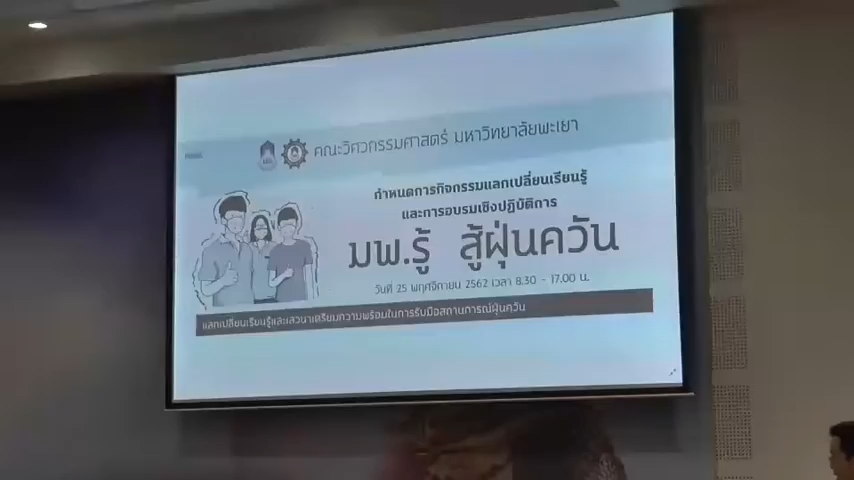 คณะวิศวกรรมศาสตร์ มหาวิทยาลัยพะเยา
กำหนดการกิจกรรมแลกเปลี่ยนเรียนรู้
และการอบรมเชิงปฏิบัติการ
มพ.รู้ สู้ฝุ่นควัน
วันที่ 25 พฤศจิกายน 2562 เวลา 8.30 - 17.00 น.
แลกเปลี่ยนเรียนรู้และเสวนาเตรียมความพร้อมในการรับมือสถานการณ์ฝุ่นควัน